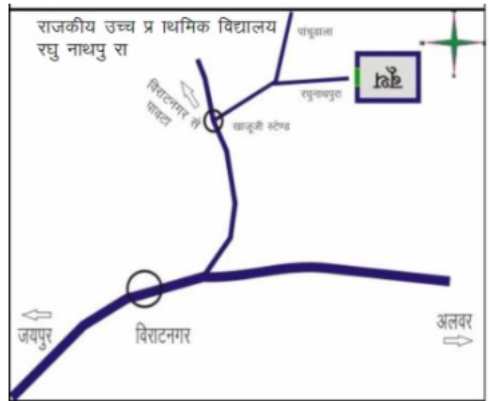 राजकीय उच्च प्र ाथमिक विद्यालय
रघु नाथपु रा
पांचूडाला
रघुनाथपुरा
बूथ
विराटनगर से
पावटा
खाजूजी स्टेण्ड
जयपुर
विराटनगर
अलवर